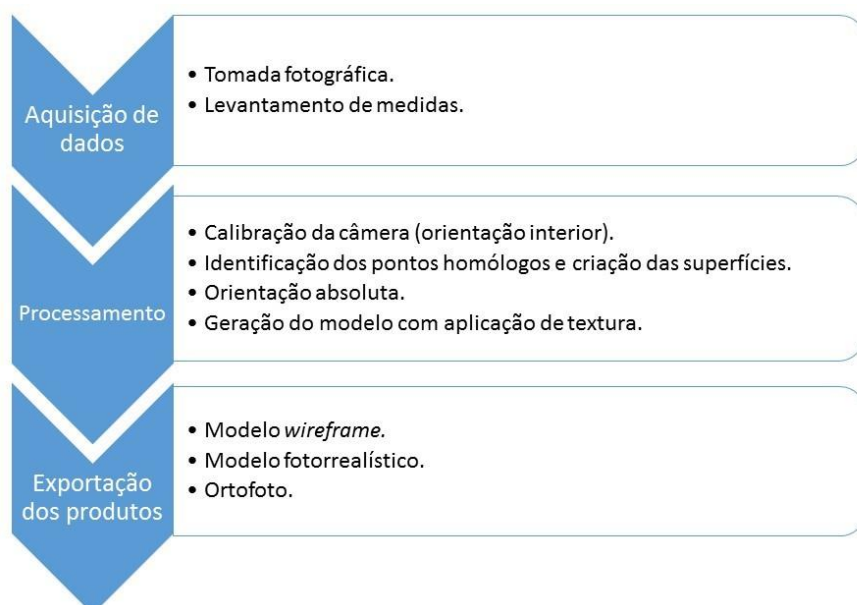 Aquisição de
dados
• Tomada fotográfica.
• Levantamento de medidas.
Processamento
• Calibração da câmera (orientação interior).
• Identificação dos pontos homólogos e criação das superfícies.
• Orientação absoluta.
• Geração do modelo com aplicação de textura.
Exportação
dos produtos
• Modelo wireframe.
• Modelo fotorrealístico.
• Ortofoto.